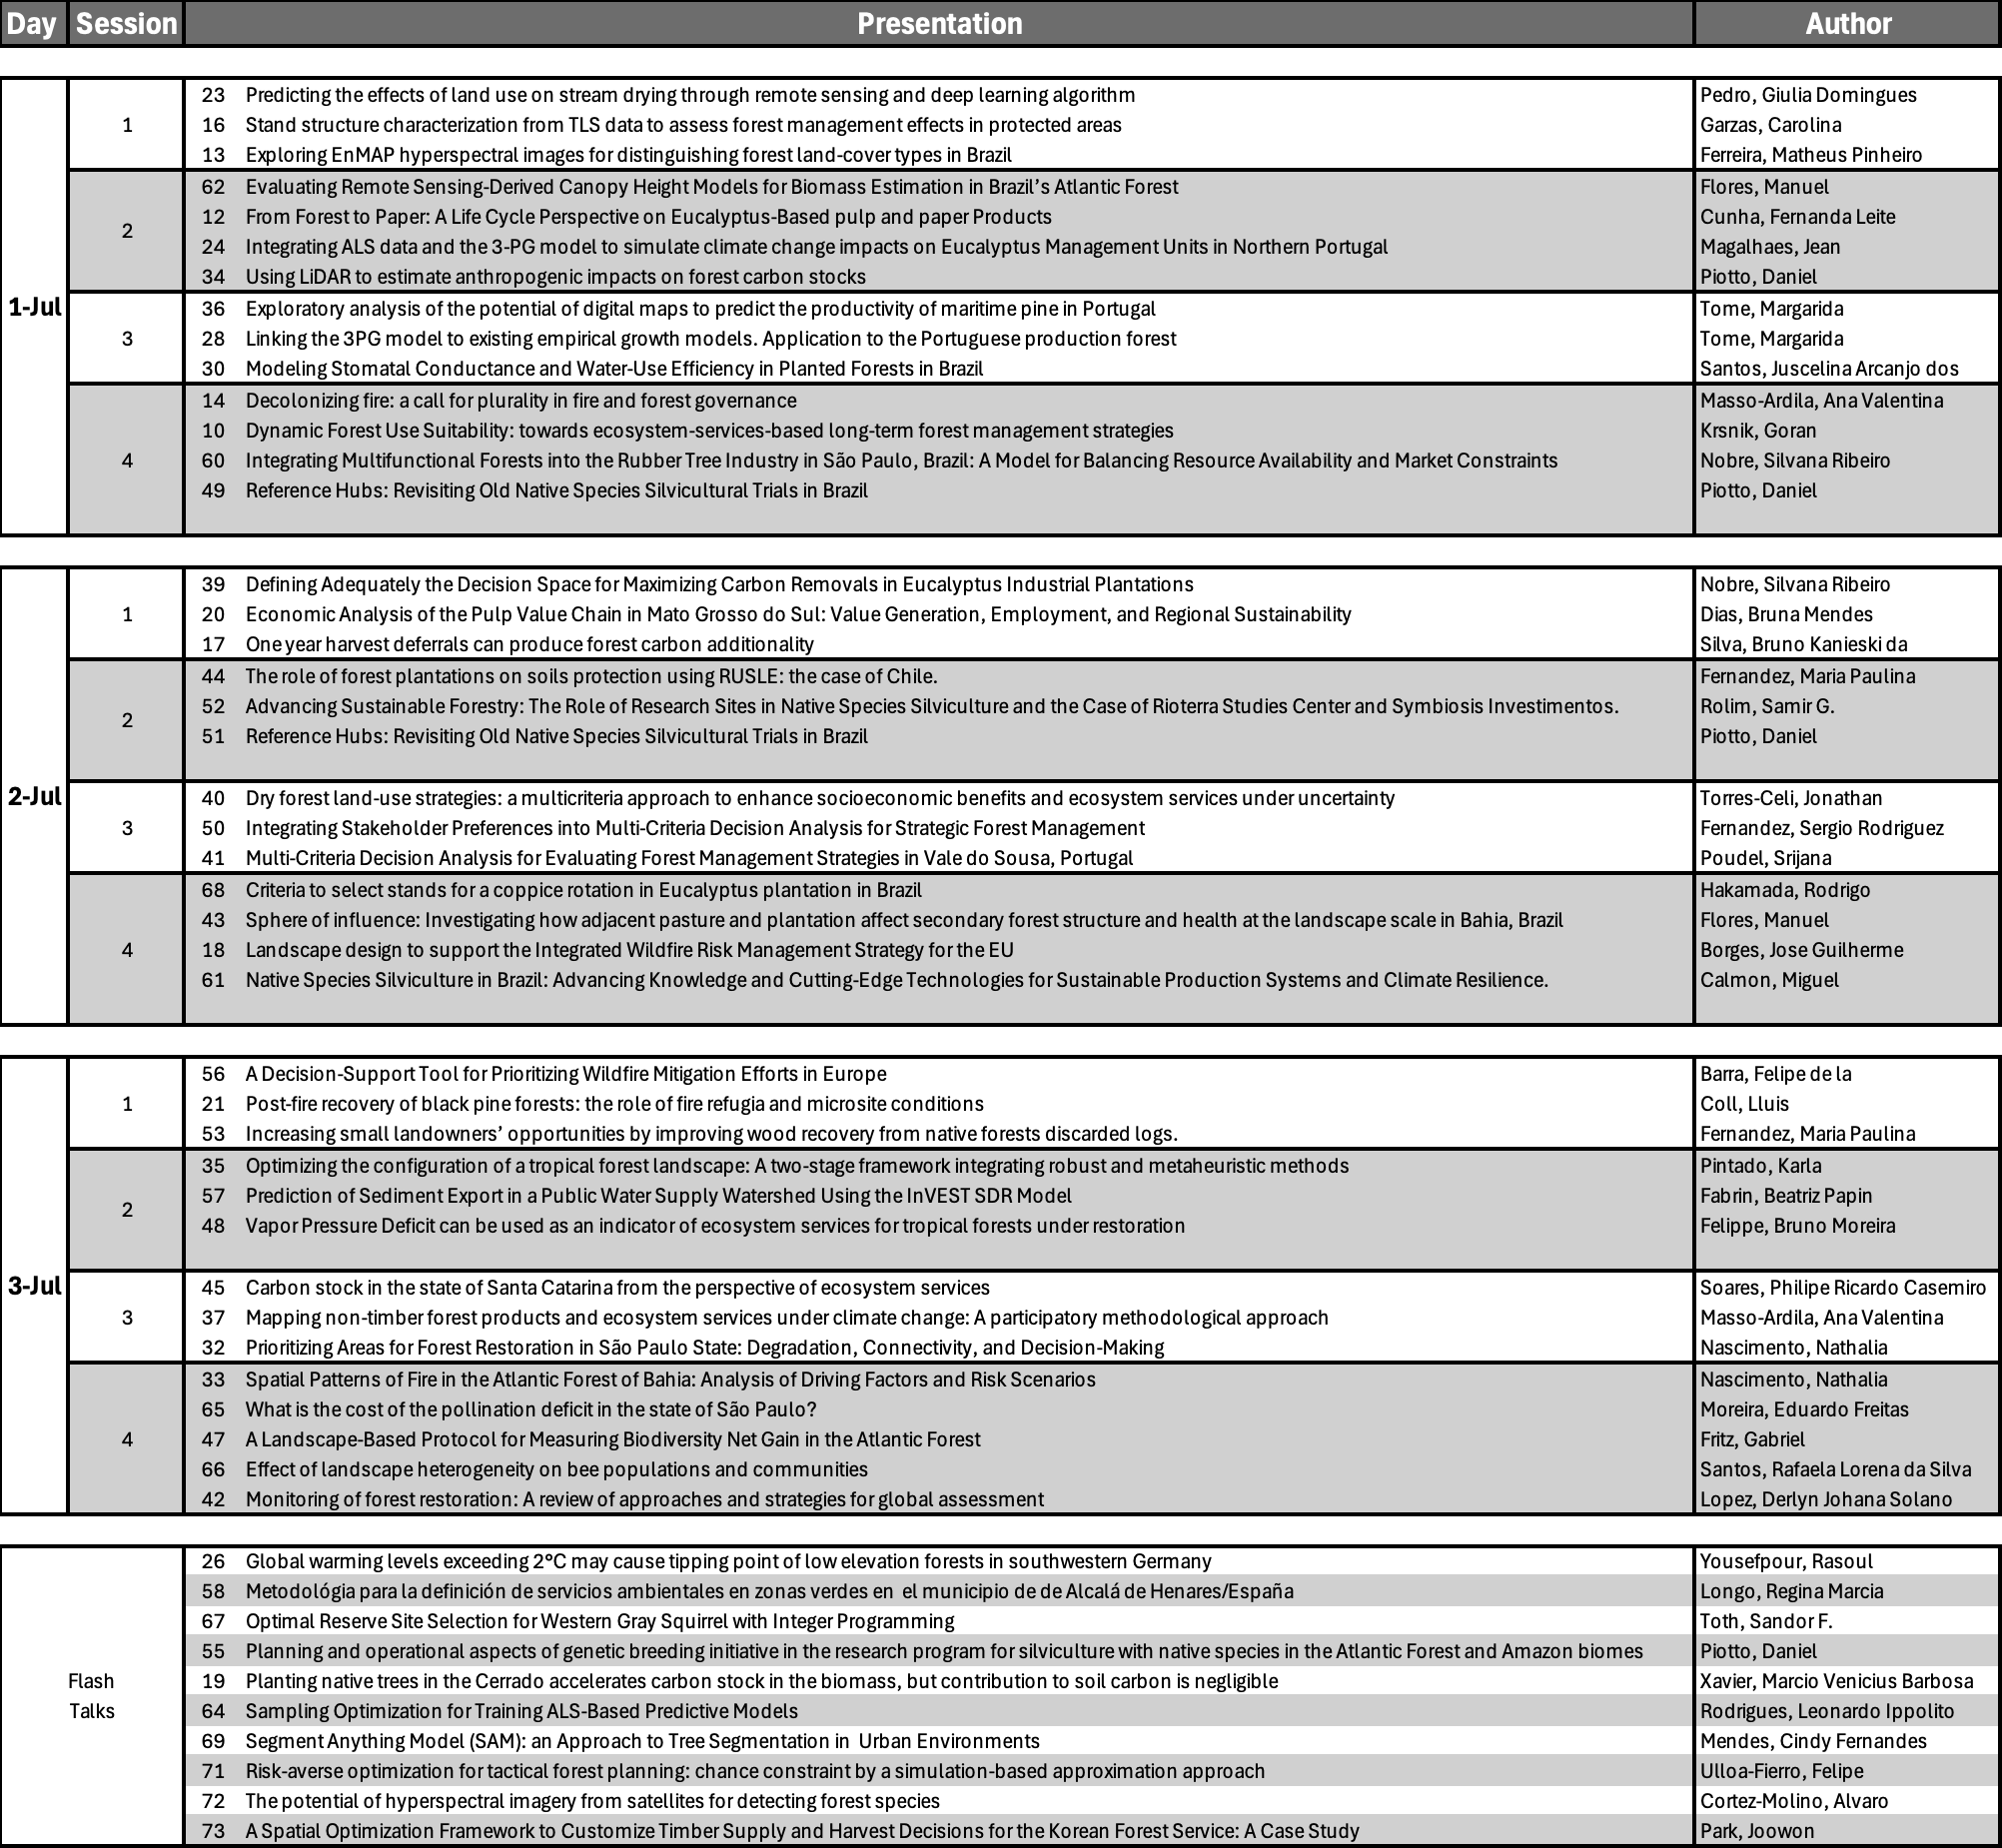 Day Session Presentation Author
23 Predicting the effects of land use on stream drying through remote sensing and deep learning algorithm Pedro, Giulia Domingues
1 16 Stand structure characterization from TLS data to assess forest management effects in protected areas Garzas, Carolina
13 Exploring EnMAP hyperspectral images for distinguishing forest land-cover types in Brazil Ferreira, Matheus Pinheiro
62 Evaluating Remote Sensing-Derived Canopy Height Models for Biomass Estimation in Brazil's Atlantic Forest Flores, Manuel
12 From Forest to Paper: A Life Cycle Perspective on Eucalyptus-Based pulp and paper Products Cunha, Fernanda Leite
2
24 Integrating ALS data and the 3-PG model to simulate climate change impacts on Eucalyptus Management Units in Northern Portugal Magalhaes, Jean
34 Using LiDAR to estimate anthropogenic impacts on forest carbon stocks Piotto, Daniel
1-Jul
36 Exploratory analysis of the potential of digital maps to predict the productivity of maritime pine in Portugal Tome, Margarida
3 28 Linking the 3PG model to existing empirical growth models. Application to the Portuguese production forest Tome, Margarida
30 Modeling Stomatal Conductance and Water-Use Efficiency in Planted Forests in Brazil Santos, Juscelina Arcanjo dos
14 Decolonizing fire: a call for plurality in fire and forest governance Masso-Ardila, Ana Valentina
10 Dynamic Forest Use Suitability: towards ecosystem-services-based long-term forest management strategies Krsnik, Goran
4 60 Integrating Multifunctional Forests into the Rubber Tree Industry in São Paulo, Brazil: A Model for Balancing Resource Availability and Market Constraints Nobre, Silvana Ribeiro
49 Reference Hubs: Revisiting Old Native Species Silvicultural Trials in Brazil Piotto, Daniel
39 Defining Adequately the Decision Space for Maximizing Carbon Removals in Eucalyptus Industrial Plantations Nobre, Silvana Ribeiro
1 20 Economic Analysis of the Pulp Value Chain in Mato Grosso do Sul: Value Generation, Employment, and Regional Sustainability Dias, Bruna Mendes
17 One year harvest deferrals can produce forest carbon additionality Silva, Bruno Kanieski da
44 The role of forest plantations on soils protection using RUSLE: the case of Chile. Fernandez, Maria Paulina
52 Advancing Sustainable Forestry: The Role of Research Sites in Native Species Silviculture and the Case of Rioterra Studies Center and Symbiosis Investimentos. Rolim, Samir G.
2
51 Reference Hubs: Revisiting Old Native Species Silvicultural Trials in Brazil Piotto, Daniel
2-Jul
40 Dry forest land-use strategies: a multicriteria approach to enhance socioeconomic benefits and ecosystem services under uncertainty Torres-Celi, Jonathan
3 50 Integrating Stakeholder Preferences into Multi-Criteria Decision Analysis for Strategic Forest Management Fernandez, Sergio Rodriguez
41 Multi-Criteria Decision Analysis for Evaluating Forest Management Strategies in Vale do Sousa, Portugal Poudel, Srijana
68 Criteria to select stands for a coppice rotation in Eucalyptus plantation in Brazil Hakamada, Rodrigo
43 Sphere of influence: Investigating how adjacent pasture and plantation affect secondary forest structure and health at the landscape scale in Bahia, Brazil Flores, Manuel
4 18 Landscape design to support the Integrated Wildfire Risk Management Strategy for the EU Borges, Jose Guilherme
61 Native Species Silviculture in Brazil: Advancing Knowledge and Cutting-Edge Technologies for Sustainable Production Systems and Climate Resilience. Calmon, Miguel
56 A Decision-Support Tool for Prioritizing Wildfire Mitigation Efforts in Europe Barra, Felipe de la
1 21 Post-fire recovery of black pine forests: the role of fire refugia and microsite conditions Coll, Lluis
53 Increasing small landowners' opportunities by improving wood recovery from native forests discarded logs. Fernandez, Maria Paulina
35 Optimizing the configuration of a tropical forest landscape: A two-stage framework integrating robust and metaheuristic methods Pintado, Karla
57 Prediction of Sediment Export in a Public Water Supply Watershed Using the InVEST SDR Model Fabrin, Beatriz Papin
2
48 Vapor Pressure Deficit can be used as an indicator of ecosystem services for tropical forests under restoration Felippe, Bruno Moreira
3-Jul
45 Carbon stock in the state of Santa Catarina from the perspective of ecosystem services Soares, Philipe Ricardo Casemiro
3 37 Mapping non-timber forest products and ecosystem services under climate change: A participatory methodological approach Masso-Ardila, Ana Valentina
32 Prioritizing Areas for Forest Restoration in São Paulo State: Degradation, Connectivity, and Decision-Making Nascimento, Nathalia
33 Spatial Patterns of Fire in the Atlantic Forest of Bahia: Analysis of Driving Factors and Risk Scenarios Nascimento, Nathalia
65 What is the cost of the pollination deficit in the state of São Paulo? Moreira, Eduardo Freitas
4 47 A Landscape-Based Protocol for Measuring Biodiversity Net Gain in the Atlantic Forest Fritz, Gabriel
66 Effect of landscape heterogeneity on bee populations and communities Santos, Rafaela Lorena da Silva
42 Monitoring of forest restoration: A review of approaches and strategies for global assessment Lopez, Derlyn Johana Solano
26 Global warming levels exceeding 2°C may cause tipping point of low elevation forests in southwestern Germany Yousefpour, Rasoul
58 Metodológia para la definición de servicios ambientales en zonas verdes en el municipio de de Alcalá de Henares/España Longo, Regina Marcia
67 Optimal Reserve Site Selection for Western Gray Squirrel with Integer Programming Toth, Sandor F.
55 Planning and operational aspects of genetic breeding initiative in the research program for silviculture with native species in the Atlantic Forest and Amazon biomes Piotto, Daniel
Flash 19 Planting native trees in the Cerrado accelerates carbon stock in the biomass, but contribution to soil carbon is negligible Xavier, Marcio Venicius Barbosa
Talks 64 Sampling Optimization for Training ALS-Based Predictive Models Rodrigues, Leonardo Ippolito
69 Segment Anything Model (SAM): an Approach to Tree Segmentation in Urban Environments Mendes, Cindy Fernandes
71 Risk-averse optimization for tactical forest planning: chance constraint by a simulation-based approximation approach Ulloa-Fierro, Felipe
72 The potential of hyperspectral imagery from satellites for detecting forest species Cortez-Molino, Alvaro
73 A Spatial Optimization Framework to Customize Timber Supply and Harvest Decisions for the Korean Forest Service: A Case Study Park, Joowon